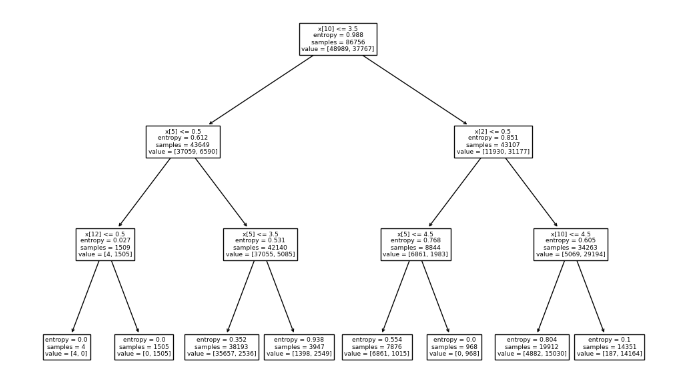 x[10] <= 3.5
entropy = 0.988
samples = 86756
value = [48989, 37767]
x[5] <= 0.5
entropy = 0.612
samples = 43649
value = [37059, 6590]
x[2] <= 0.5
entropy = 0.851
samples = 43107
value = [11930, 31177]
x[12] <= 0.5
entropy = 0.027
samples = 1509
value = [4, 1505]
x[5] <= 3.5
entropy = 0.531
samples = 42140
value = [37055, 5085]
x[5] <= 4.5
entropy = 0.768
samples = 8844
value = [6861, 1983]
x[10] <= 4.5
entropy = 0.605
samples = 34263
value = [5069, 29194]
entropy = 0.0
samples = 4
value = [4, 0]
entropy = 0.0
samples = 1505
value = [0, 1505]
entropy = 0.352
samples = 38193
value = [35657, 2536]
entropy = 0.938
samples = 3947
value = [1398, 2549]
entropy = 0.554
samples = 7876
value = [6861, 1015]
entropy = 0.0
samples = 968
value = [0, 968]
entropy = 0.804
samples = 19912
value = [4882, 15030]
entropy = 0.1
samples = 14351
value = [187, 14164]